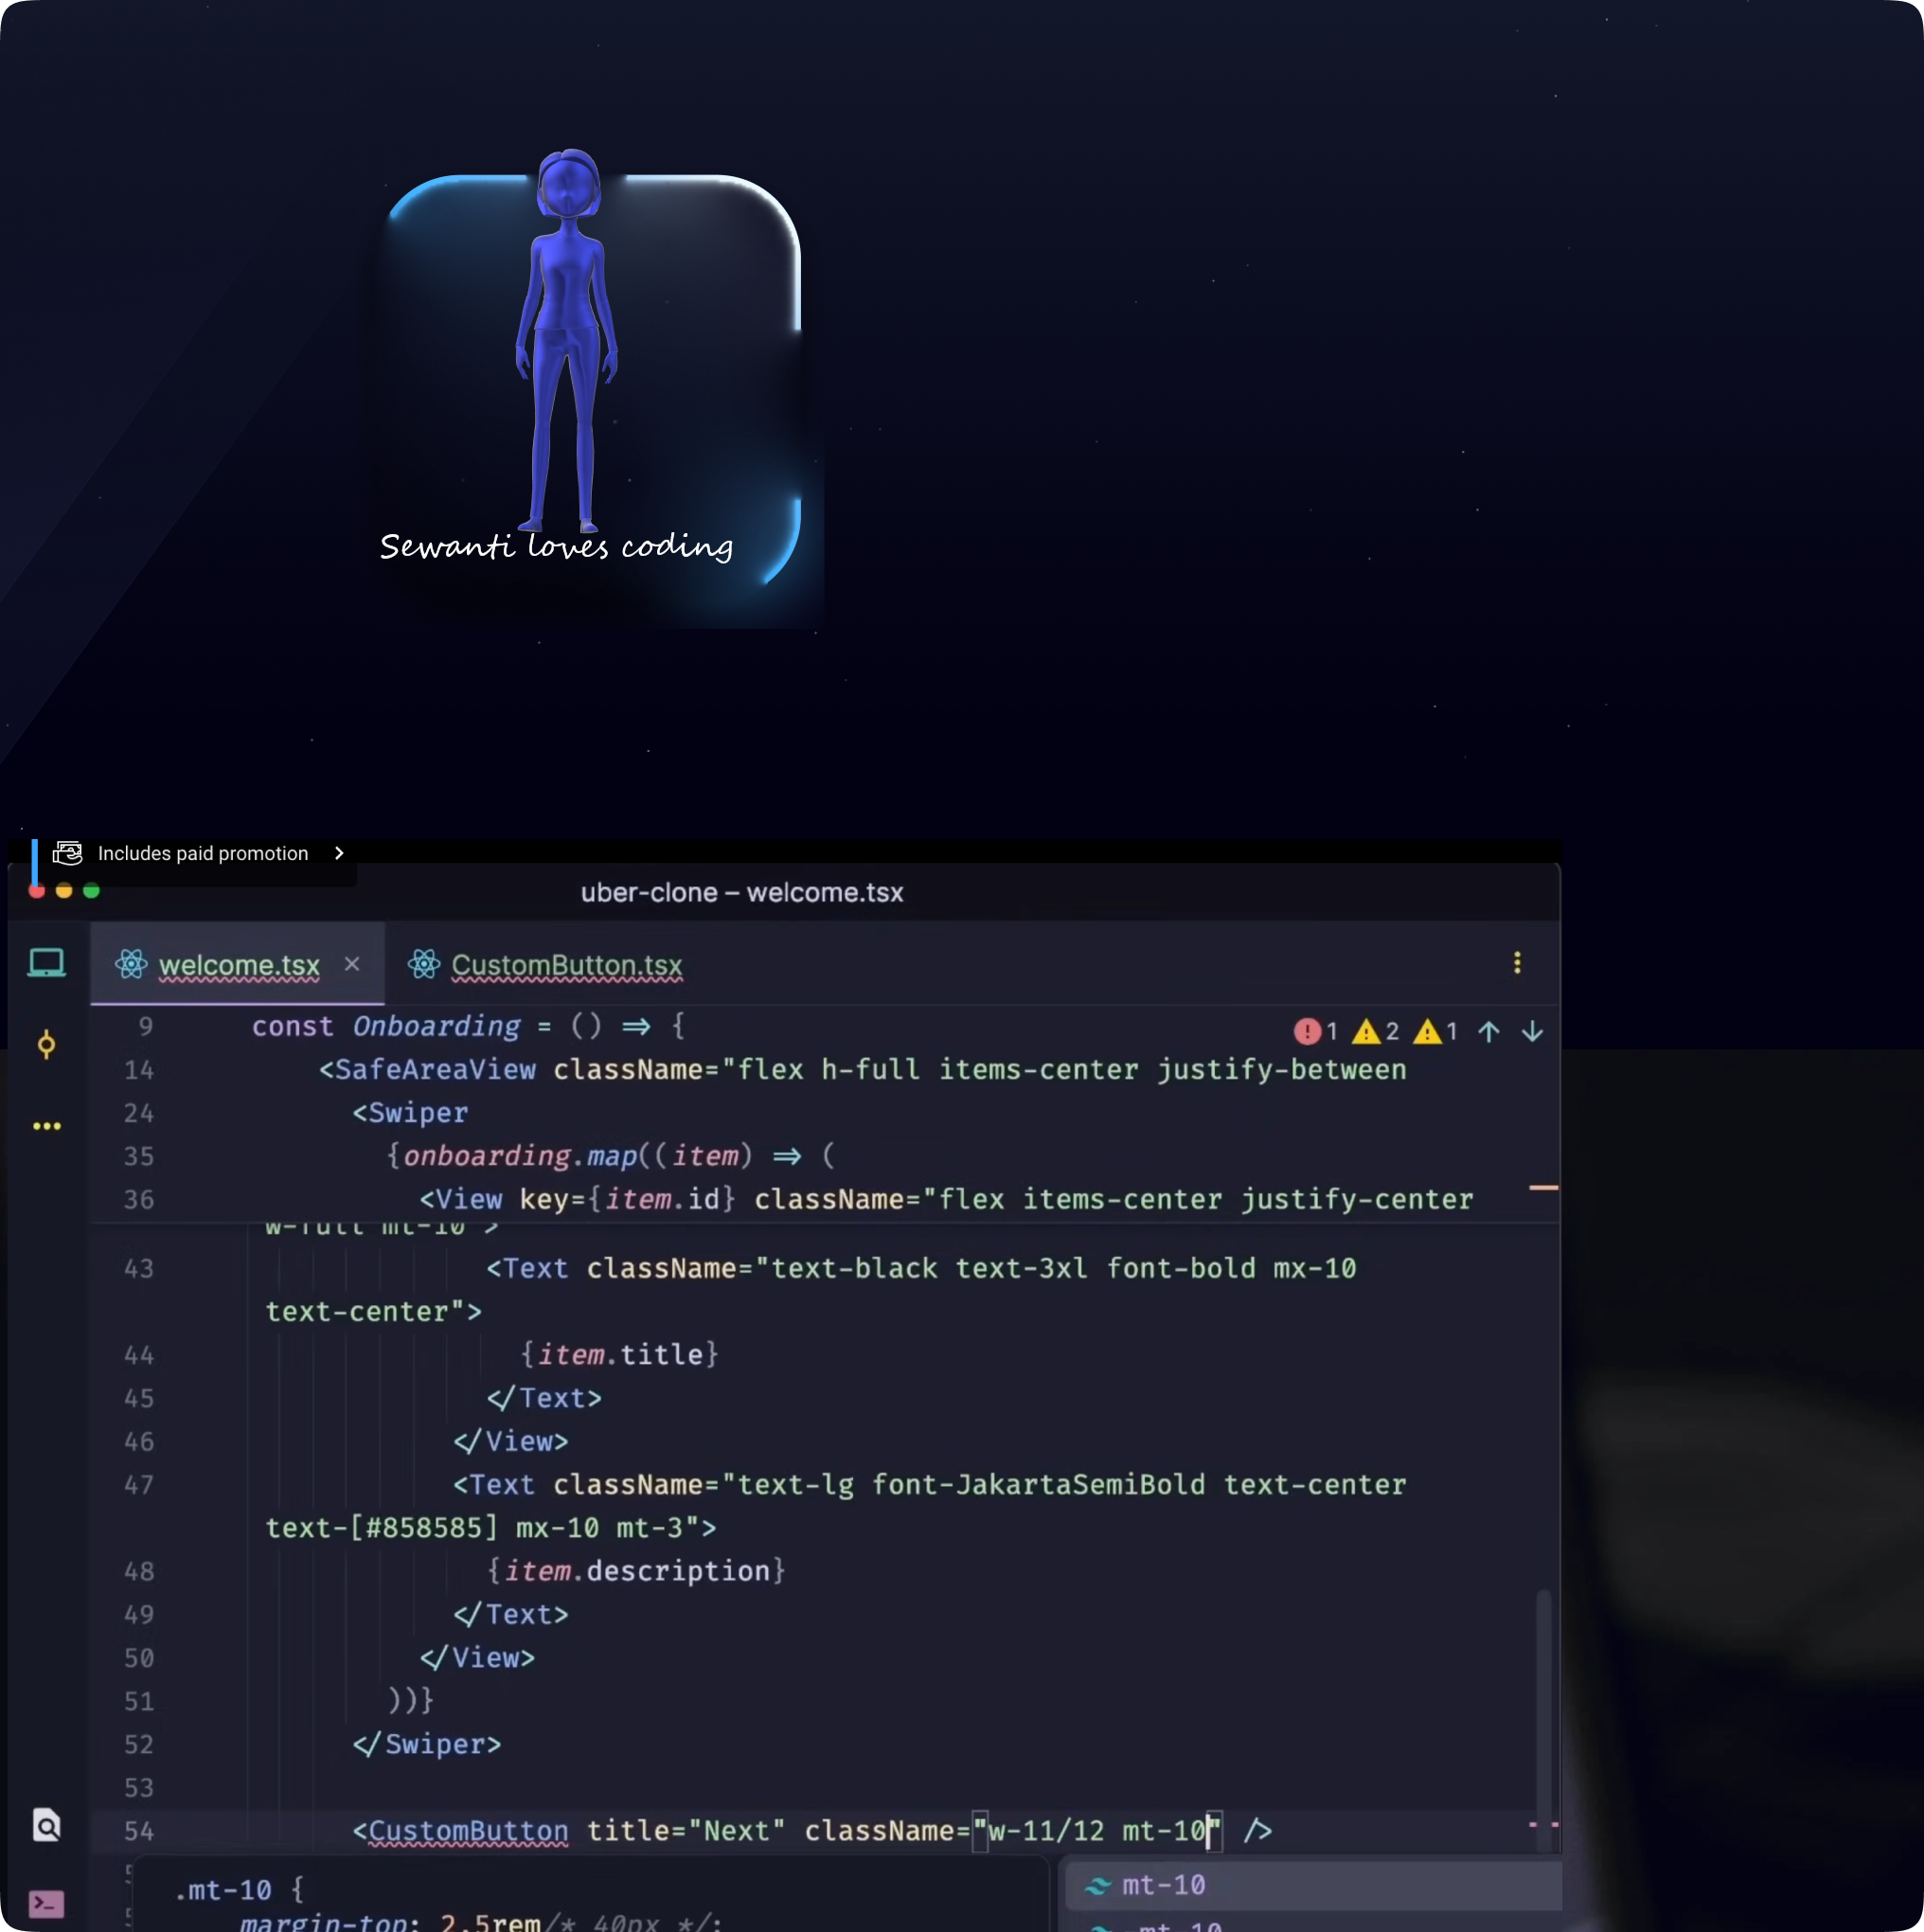 Sewanti loves coding
Includes paid promotion
uber-clone – welcome.tsx
welcome.tsx
CustomButton.tsx
9 const Onboarding = () => {
1 2 1
14 <SafeAreaView className="flex h-full items-center justify-between
24 <Swiper
35 {onboarding.map((item) => (
36 <View key={item.id} className="flex items-center justify-center
w-full mt-10">
43 <Text className="text-black text-3xl font-bold mx-10
text-center">
44 {item.title}
45 </Text>
46 </View>
47 <Text className="text-lg font-JakartaSemiBold text-center
text-[#858585] mx-10 mt-3">
48 {item.description}
49 </Text>
50 </View>
51 ))}
52 </Swiper>
53
54 <CustomButton title="Next" className="w-11/12 mt-10" />
.mt-10 {
margin-top: 2.5rem/* 40px */;
mt-10
-mt-10